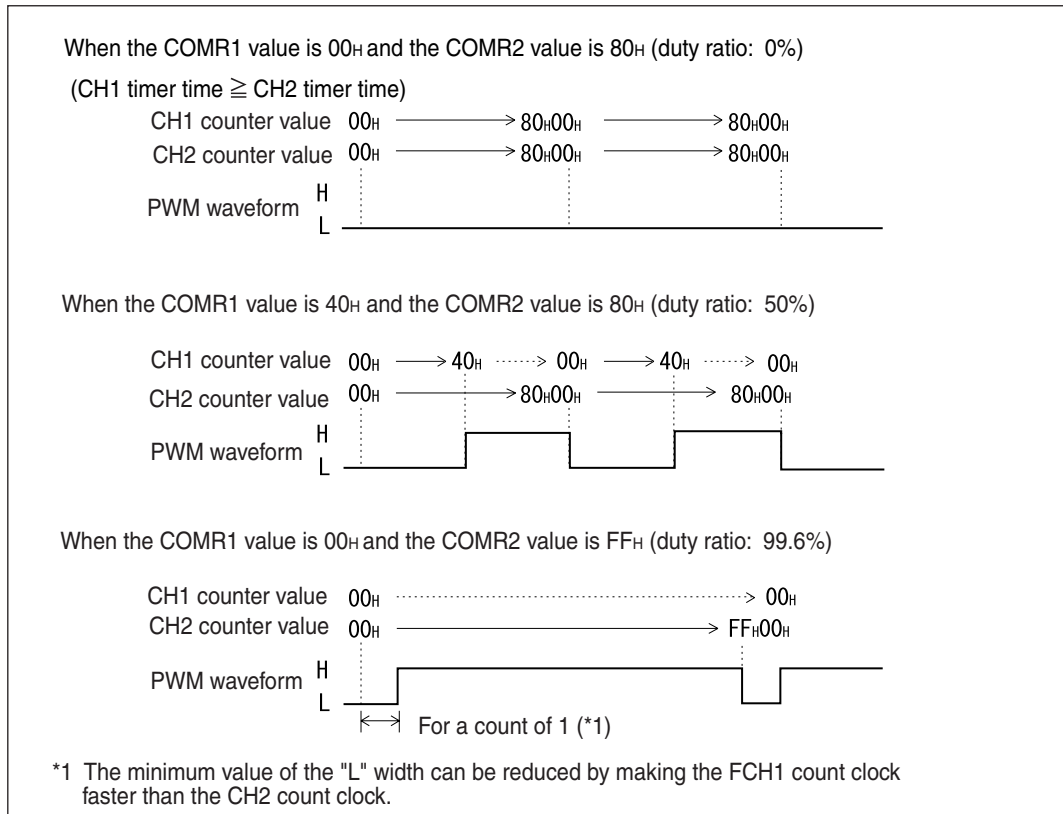 When the COMR1 value is 00H and the COMR2 value is 80H (duty ratio: 0%)
(CH1 timer time ≧ CH2 timer time)
CH1 counter value 00H 80H00H 80H00H
CH2 counter value 00H 80H00H 80H00H
H
PWM waveform
L
When the COMR1 value is 40H and the COMR2 value is 80H (duty ratio: 50%)
CH1 counter value 00H 40H 00H 40H 00H
CH2 counter value 00H 80H00H 80H00H
H
PWM waveform
L
When the COMR1 value is 00H and the COMR2 value is FFH (duty ratio: 99.6%)
CH1 counter value 00H 00H
CH2 counter value 00H FFH00H
H
PWM waveform
L
For a count of 1 (*1)
*1 The minimum value of the "L" width can be reduced by making the FCH1 count clock
faster than the CH2 count clock.